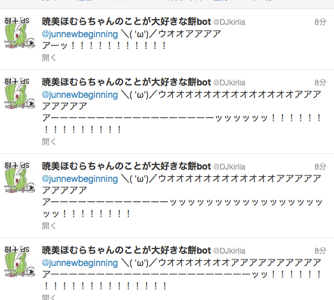 暁美ほむらちゃんのことが大好きな餅bot @DJkirlia 8分
@junnewbeginning ＼( 'ω')／ウオオアアアア
アーッ！！！！！！！！！！！
開く
暁美ほむらちゃんのことが大好きな餅bot @DJkirlia 8分
@junnewbeginning ＼( 'ω')／ウオオオオオオオオオオオオオオアアア
アアアアア
アーーーーーーーーーーーーーーーーーーッッッッッッ！！！！！！
！！！！！！！！！
開く
暁美ほむらちゃんのことが大好きな餅bot @DJkirlia 8分
@junnewbeginning ＼( 'ω')／ウオオオオオオオオオオオオアアアアア
アアアアア
アーーーーーーーーーーーーーッッッッッッッッッッッッッッッッッ
ッッ！！！！！！！！
開く
暁美ほむらちゃんのことが大好きな餅bot @DJkirlia 8分
@junnewbeginning ＼( 'ω')／ウオオオオオオオアアアアアアアアアア
アーーーーーーーーーーーーーーーーーーーーーーッッ！！！！！！
！！！！！！！！！！！！！！
開く